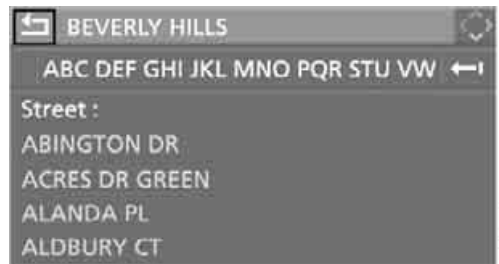 BEVERLY HILLS
ABC DEF GHI JKL MNO PQR STU VW
Street :
ABINGTON DR
ACRES DR GREEN
ALANDA PL
ALDBURY CT